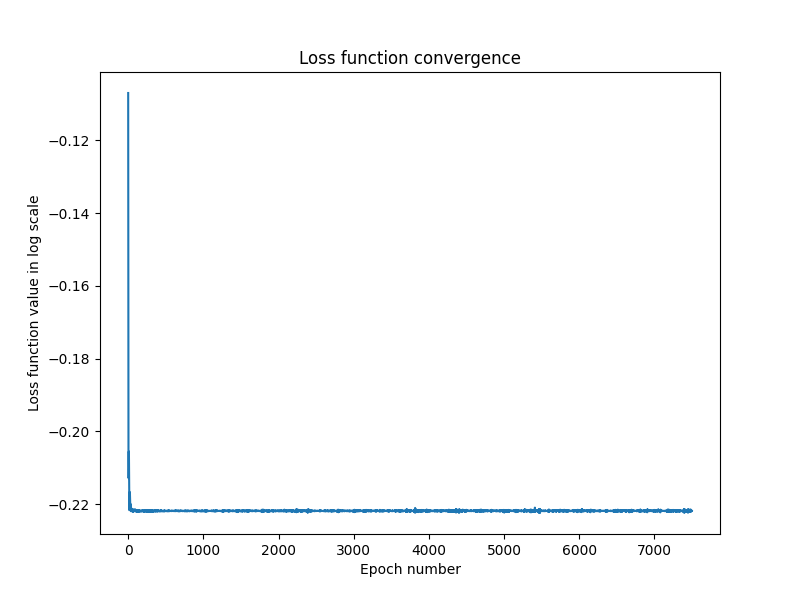 Loss function convergence
Loss function value in log scale
−0.12
−0.14
−0.16
−0.18
−0.20
−0.22
0 1000 2000 3000 4000 5000 6000 7000
Epoch number